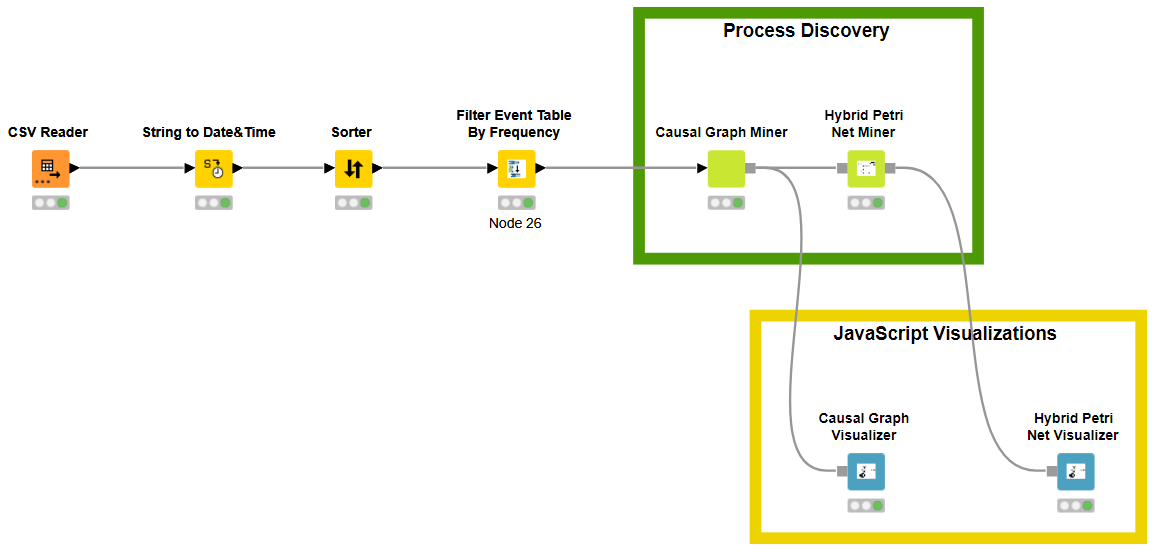 Process Discovery
CSV Reader
String to Date&Time
Sorter
Filter Event Table
By Frequency
Causal Graph Miner
Hybrid Petri
Net Miner
S
Node 26
JavaScript Visualizations
Causal Graph
Visualizer
Hybrid Petri
Net Visualizer